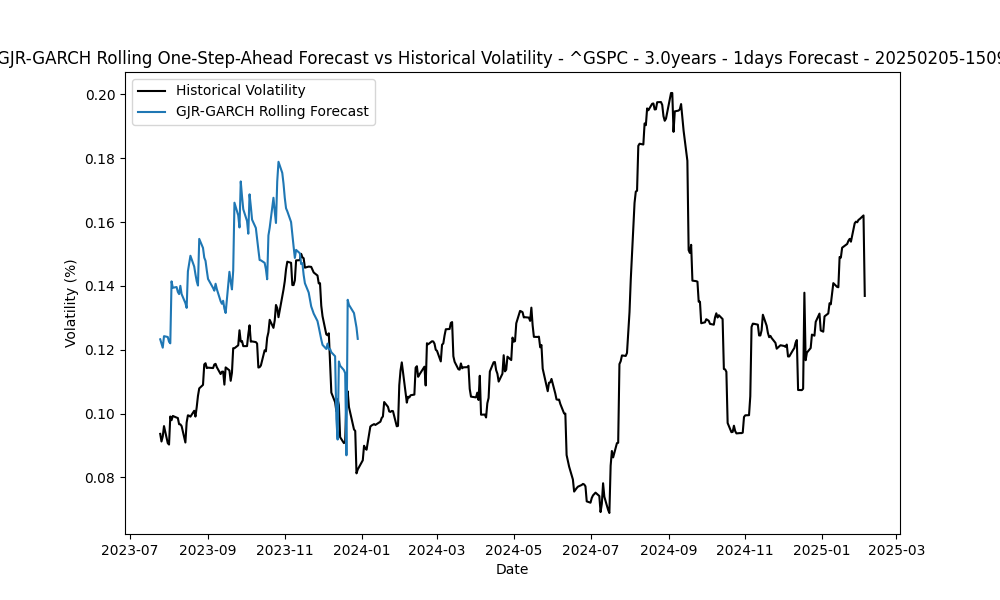 GJR-GARCH Rolling One-Step-Ahead Forecast vs Historical Volatility - ^GSPC - 3.0years - 1days Forecast - 20250205-1509
Historical Volatility
GJR-GARCH Rolling Forecast
Volatility (%)
0.20
0.18
0.16
0.14
0.12
0.10
0.08
2023-07 2023-09 2023-11 2024-01 2024-03 2024-05 2024-07 2024-09 2024-11 2025-01 2025-03
Date